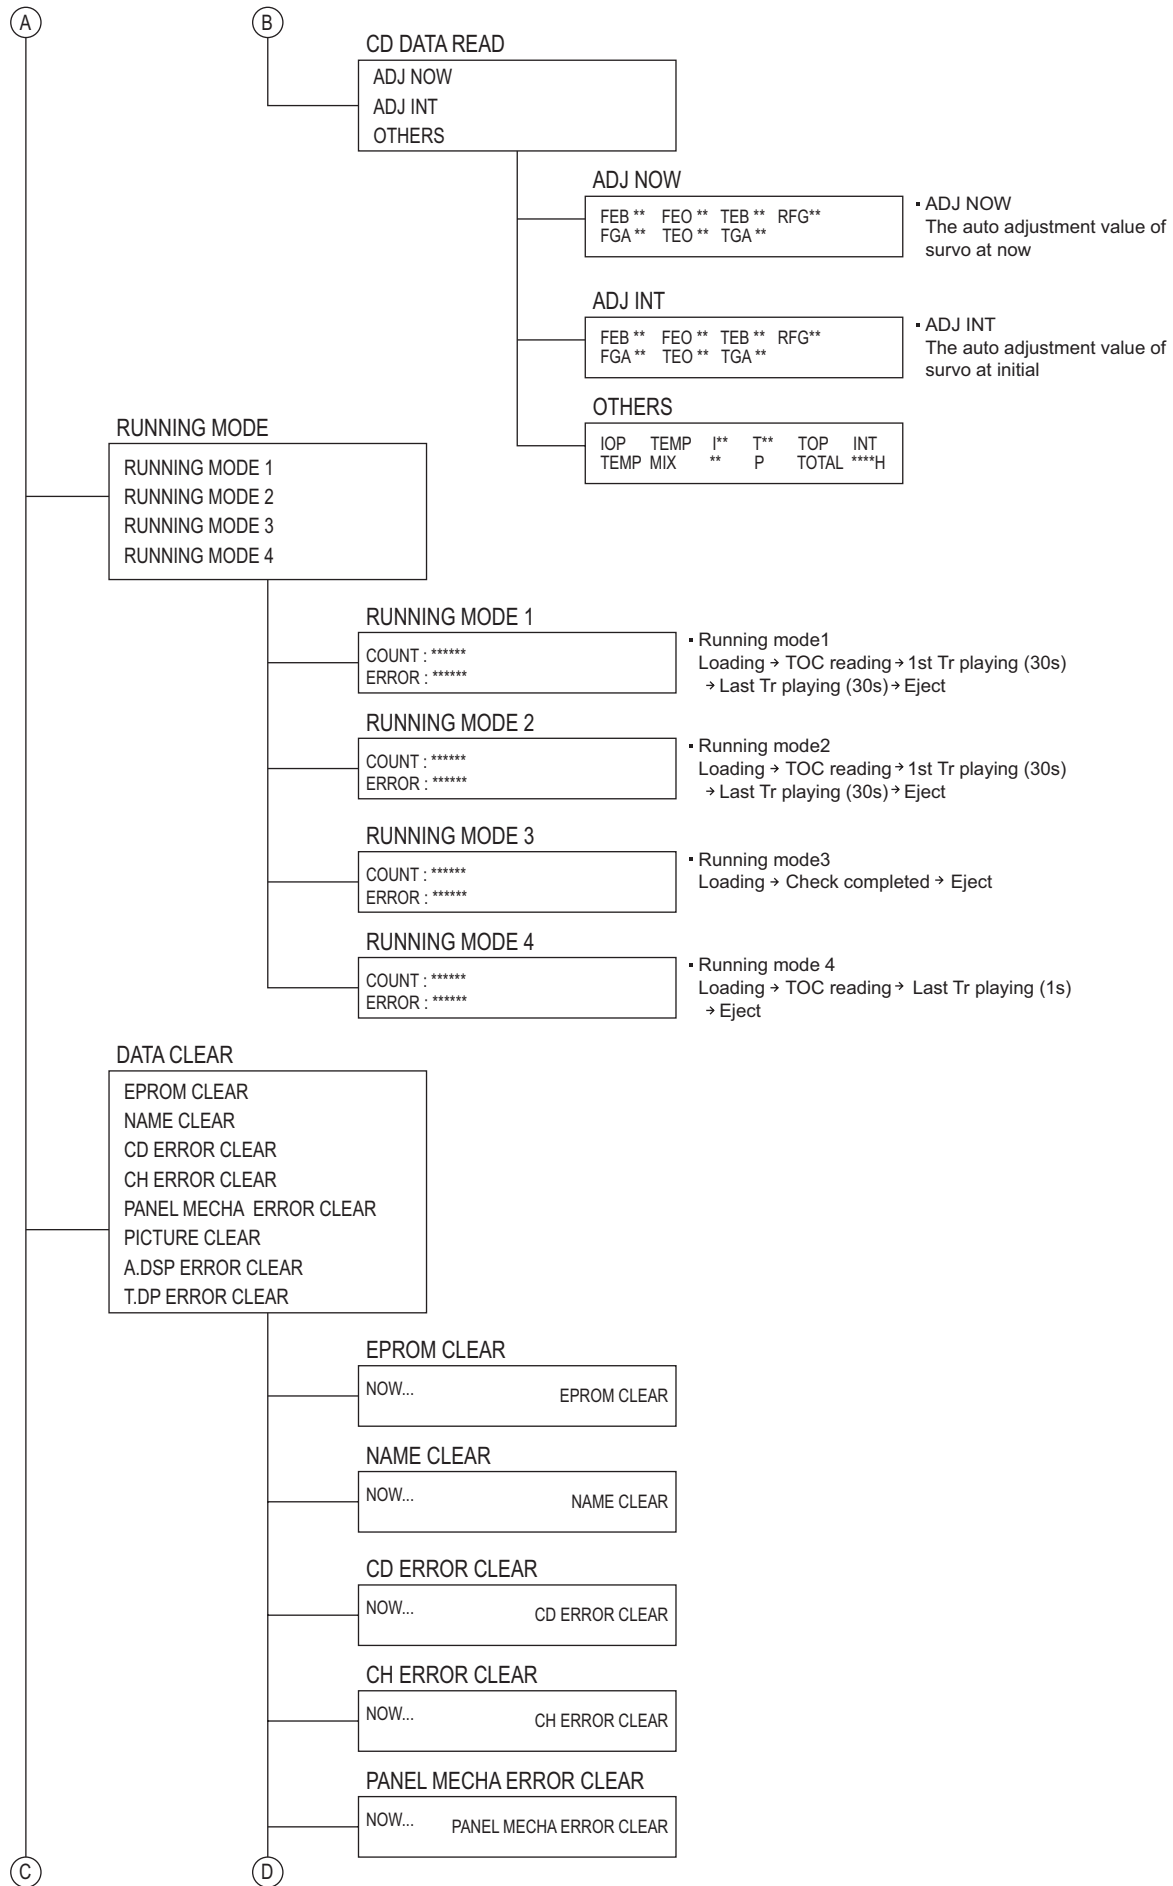 A
B
CD DATA READ
ADJ NOW
ADJ INT
OTHERS
ADJ NOW
FEB ** FEO ** TEB ** RFG**
FGA ** TEO ** TGA **
▪ ADJ NOW
The auto adjustment value of
survo at now
ADJ INT
FEB ** FEO ** TEB ** RFG**
FGA ** TEO ** TGA **
▪ ADJ INT
The auto adjustment value of
survo at initial
OTHERS
IOP TEMP I** T** TOP INT
TEMP MIX ** P TOTAL ****H
RUNNING MODE
RUNNING MODE 1
RUNNING MODE 2
RUNNING MODE 3
RUNNING MODE 4
RUNNING MODE 1
COUNT : ******
ERROR : ******
▪ Running mode1
Loading → TOC reading → 1st Tr playing (30s)
→ Last Tr playing (30s) → Eject
RUNNING MODE 2
COUNT : ******
ERROR : ******
▪ Running mode2
Loading → TOC reading → 1st Tr playing (30s)
→ Last Tr playing (30s) → Eject
RUNNING MODE 3
COUNT : ******
ERROR : ******
▪ Running mode3
Loading → Check completed → Eject
RUNNING MODE 4
COUNT : ******
ERROR : ******
▪ Running mode 4
Loading → TOC reading → Last Tr playing (1s)
→ Eject
DATA CLEAR
EPROM CLEAR
NAME CLEAR
CD ERROR CLEAR
CH ERROR CLEAR
PANEL MECHA ERROR CLEAR
PICTURE CLEAR
A.DSP ERROR CLEAR
T.DP ERROR CLEAR
EPROM CLEAR
NOW... EPROM CLEAR
NAME CLEAR
NOW... NAME CLEAR
CD ERROR CLEAR
NOW... CD ERROR CLEAR
CH ERROR CLEAR
NOW... CH ERROR CLEAR
PANEL MECHA ERROR CLEAR
NOW... PANEL MECHA ERROR CLEAR
C
D